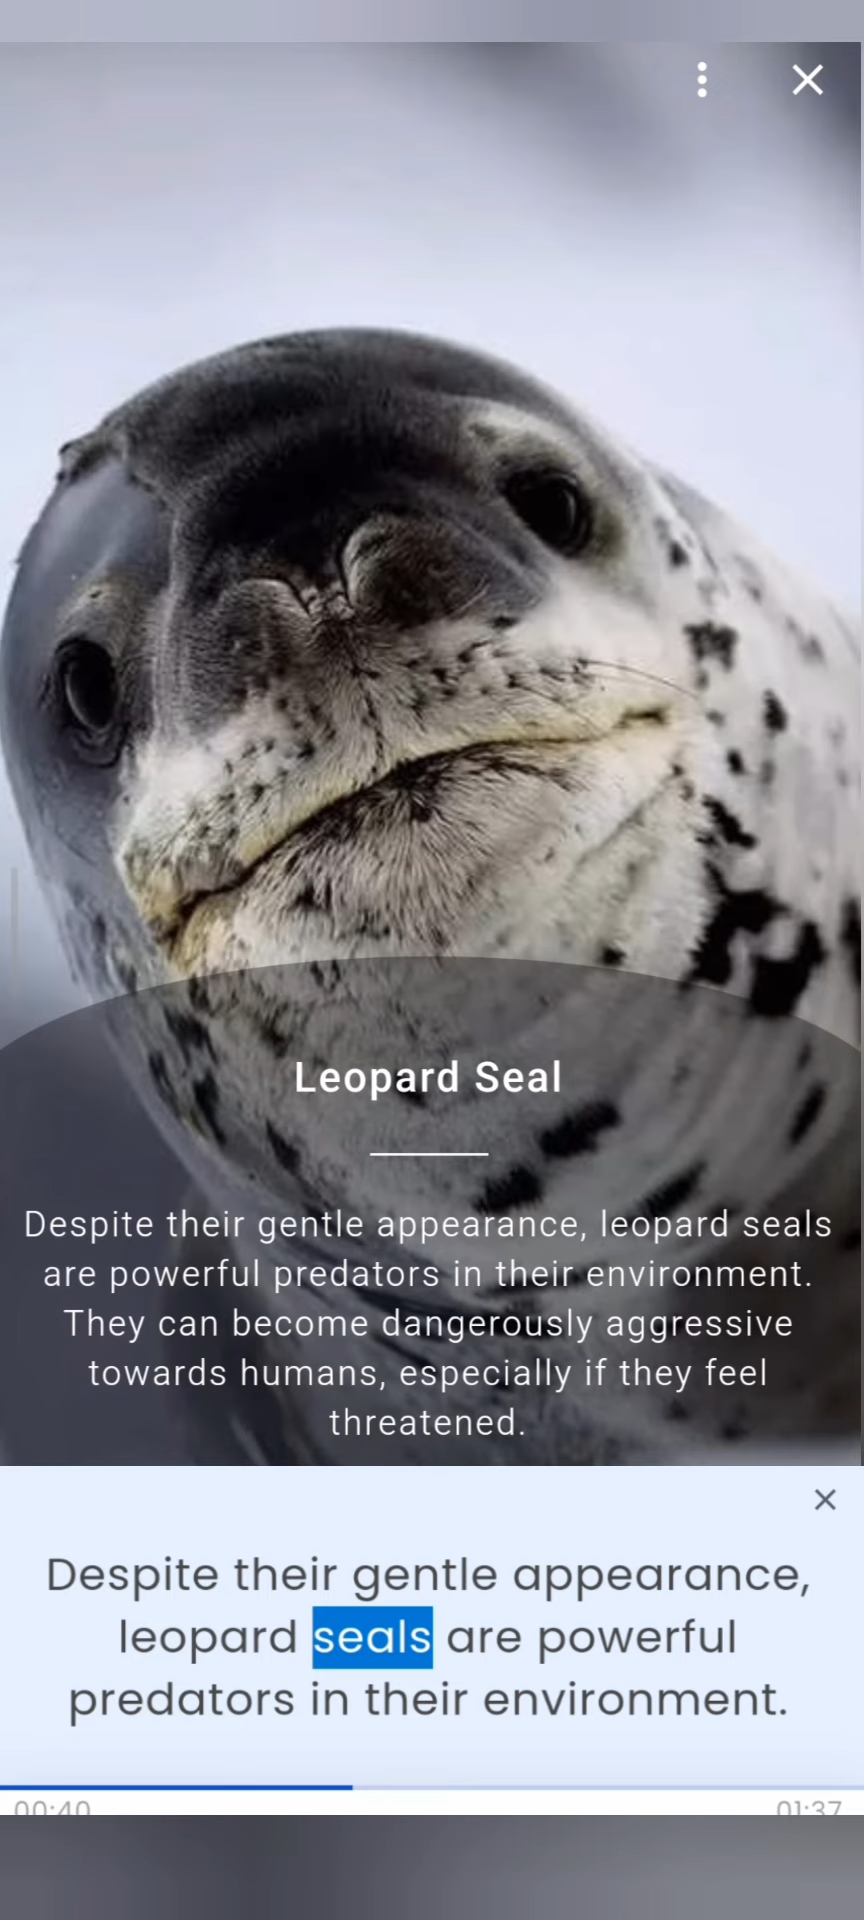 Leopard Seal
Despite their gentle appearance, leopard seals
are powerful predators in their environment.
They can become dangerously aggressive
towards humans, especially if they feel
threatened.
Despite their gentle appearance,
leopard seals are powerful
predators in their environment.
00:40
01:37